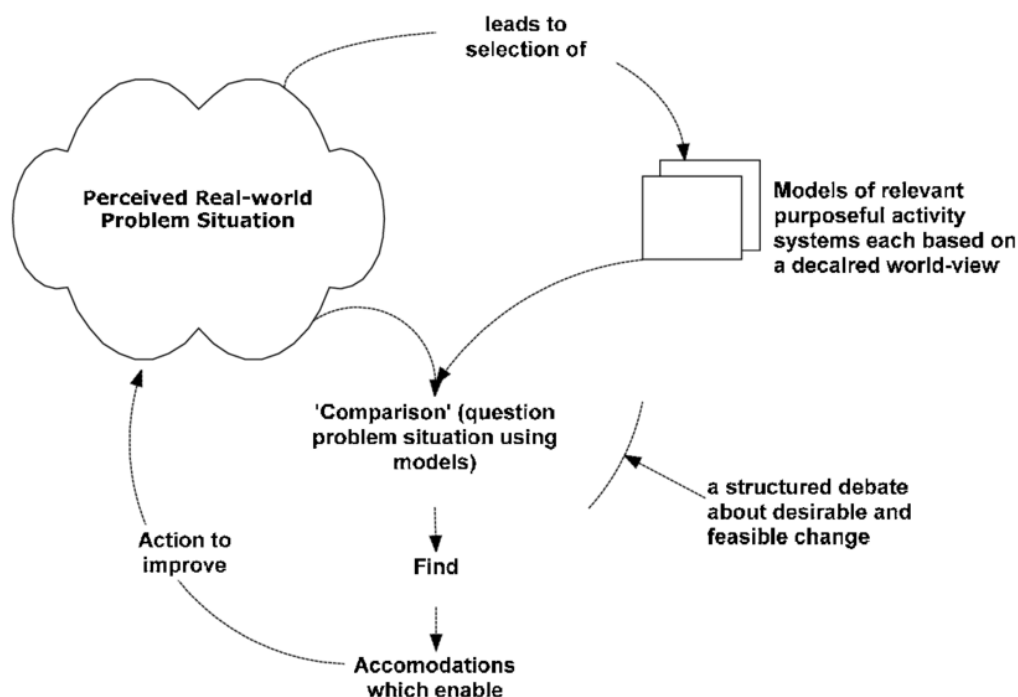 leads to
selection of
Perceived Real-world
Problem Situation
Models of relevant
purposeful activity
systems each based on
a decalred world-view
'Comparison' (question
problem situation using
models)
a structured debate
about desirable and
feasible change
Action to
improve
Find
Accomodations
which enable